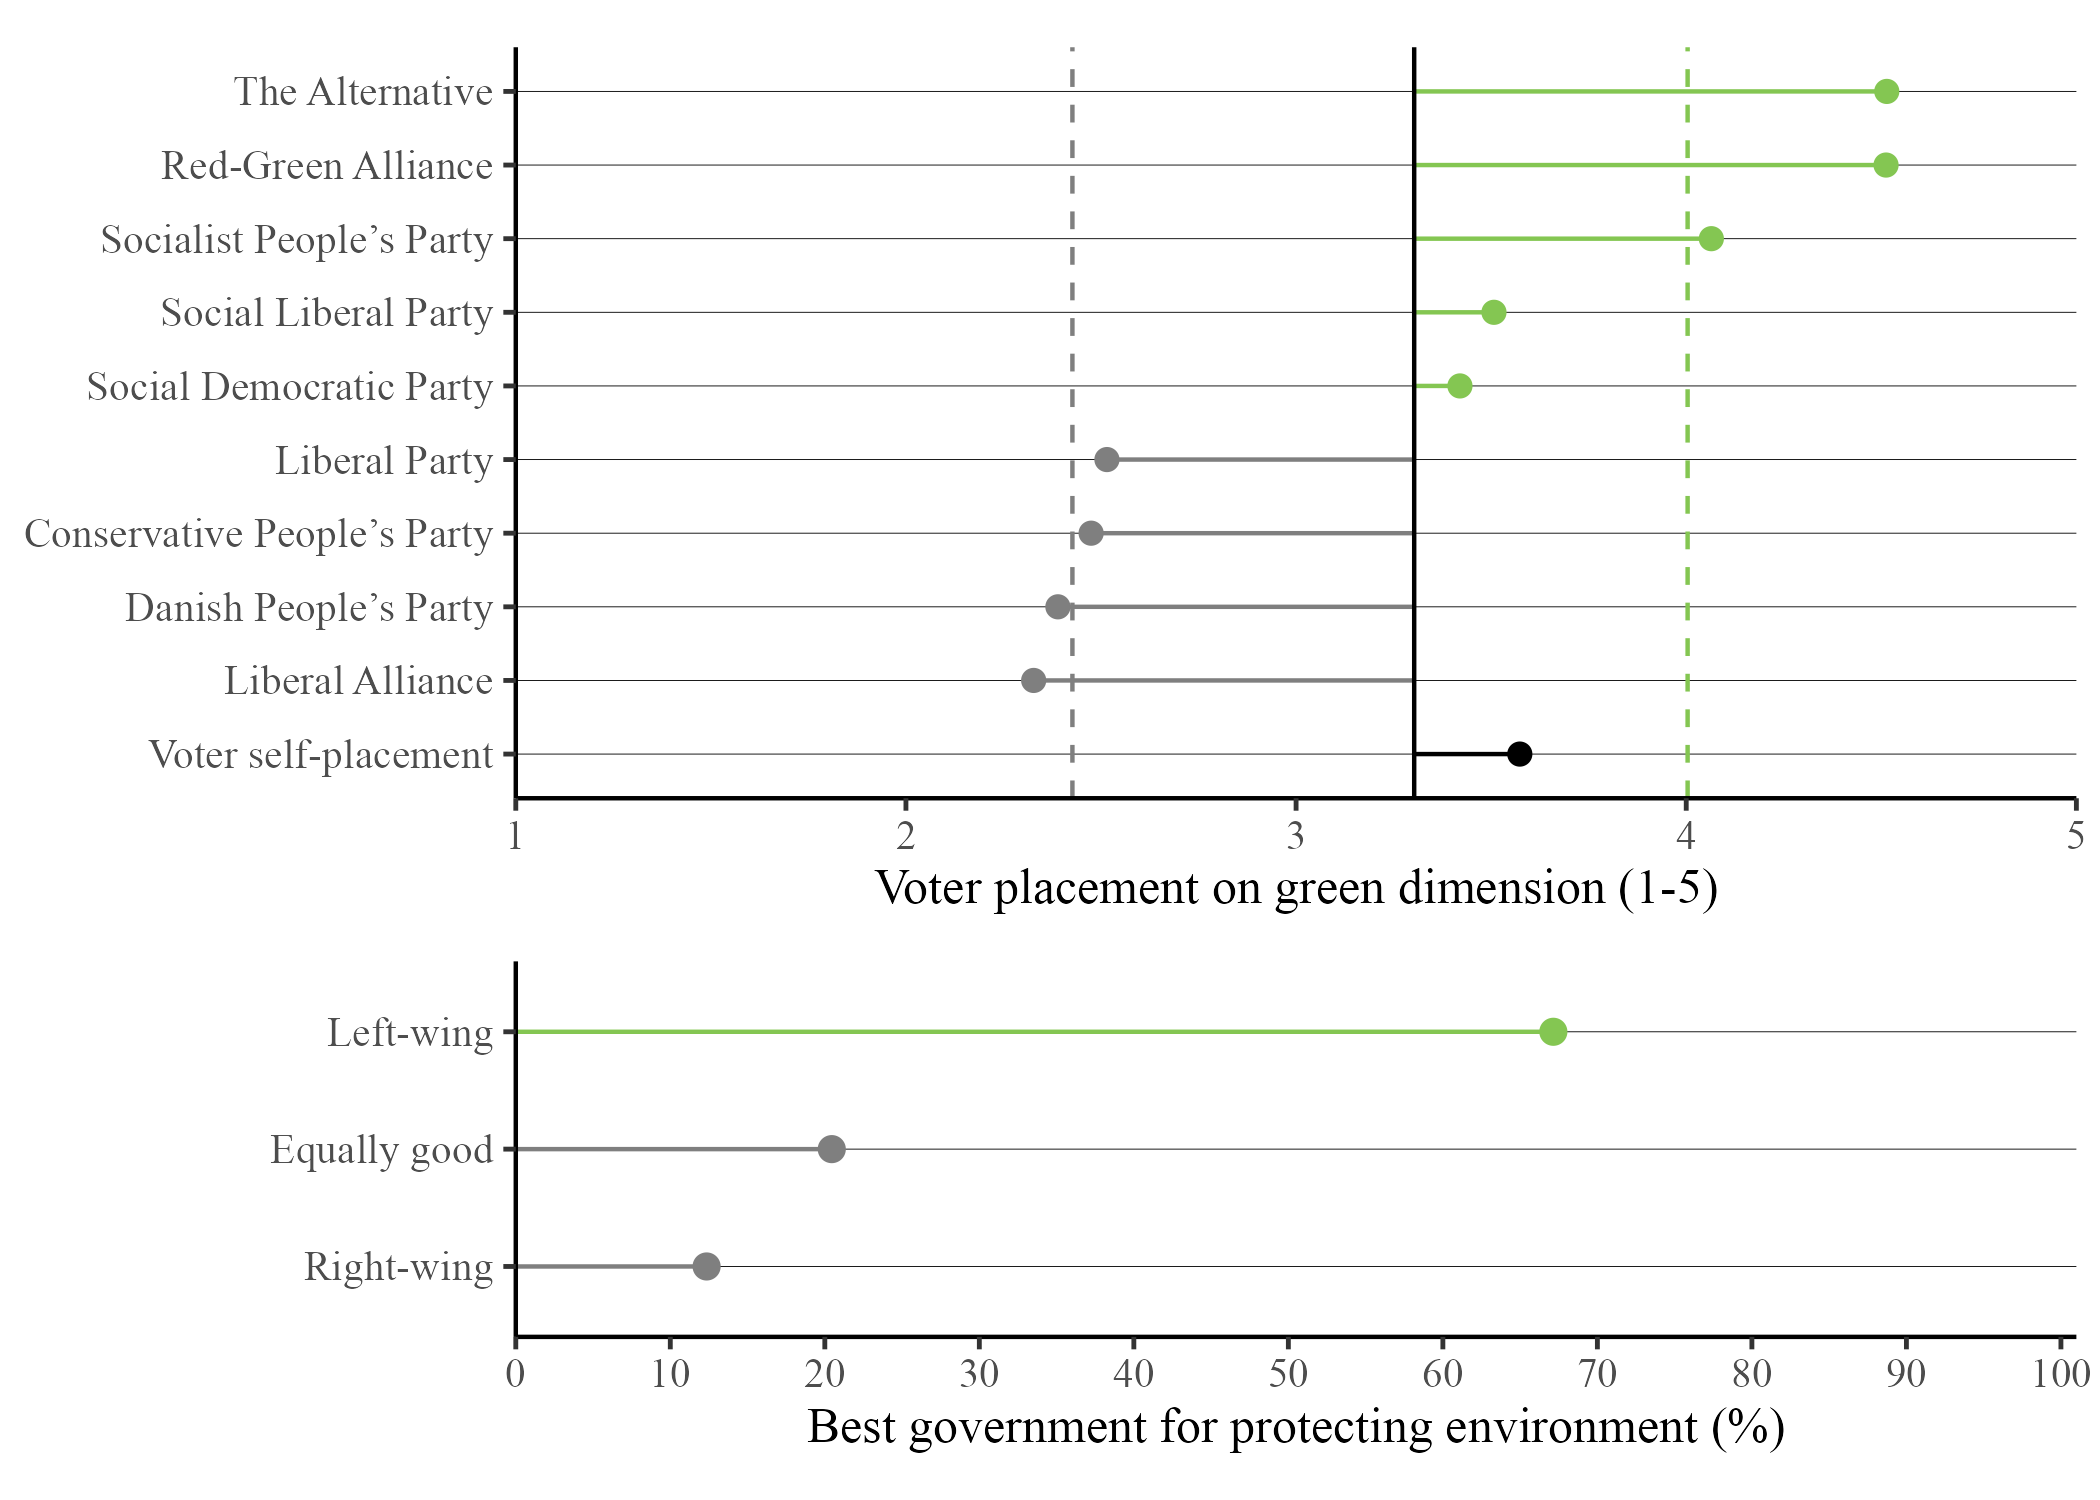 The Alternative
Red-Green Alliance
Socialist People’s Party
Social Liberal Party
Social Democratic Party
Liberal Party
Conservative People’s Party
Danish People’s Party
Liberal Alliance
Voter self-placement
1 2 3 4 5
Voter placement on green dimension (1-5)
Left-wing
Equally good
Right-wing
0 10 20 30 40 50 60 70 80 90 100
Best government for protecting environment (%)